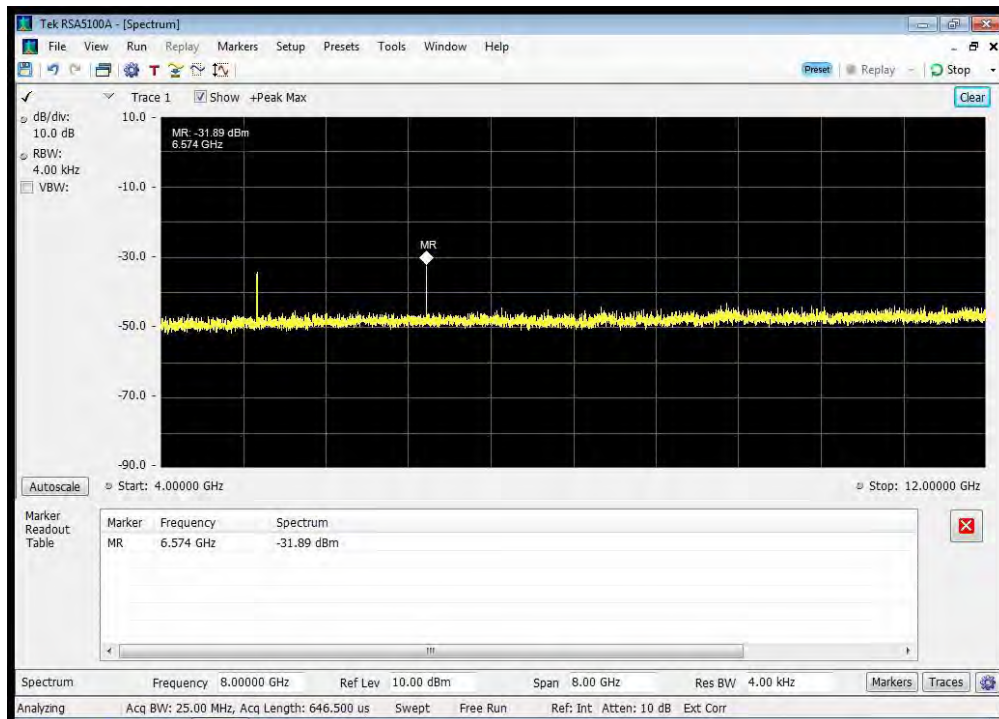 Tek RSA5100A - [Spectrum]
File View Run Replay Markers Setup Presets Tools Window Help
Preset Replay Stop
Trace 1 Show +Peak Max Clear
dB/div:
10.0 dB
RBW:
4.00 kHz
VBW:
10.0
-10.0
-30.0
-50.0
-70.0
-90.0
MR: -31.89 dBm
6.574 GHz
MR
Autoscale Start: 4.00000 GHz Stop: 12.00000 GHz
Marker
Readout
Table
Marker Frequency Spectrum
MR 6.574 GHz -31.89 dBm
Spectrum Frequency 8.00000 GHz Ref Lev 10.00 dBm Span 8.00 GHz Res BW 4.00 kHz Markers Traces
Analyzing Acq BW: 25.00 MHz, Acq Length: 646.500 us Swept Free Run Ref: Int Atten: 10 dB Ext Corr